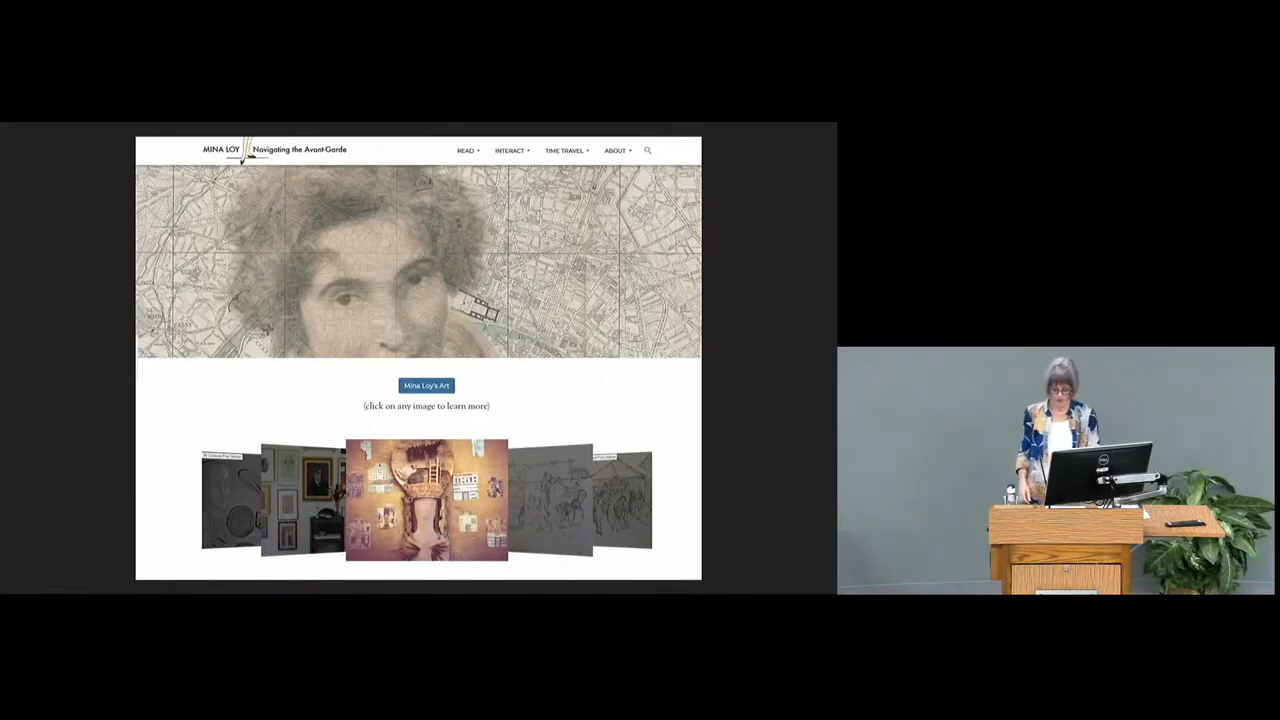 MINA LOY Navigating the Avant-Garde
READ INTERACT TIME TRAVEL ABOUT
Mina Loy's Art
(click on any image to learn more)
DELL